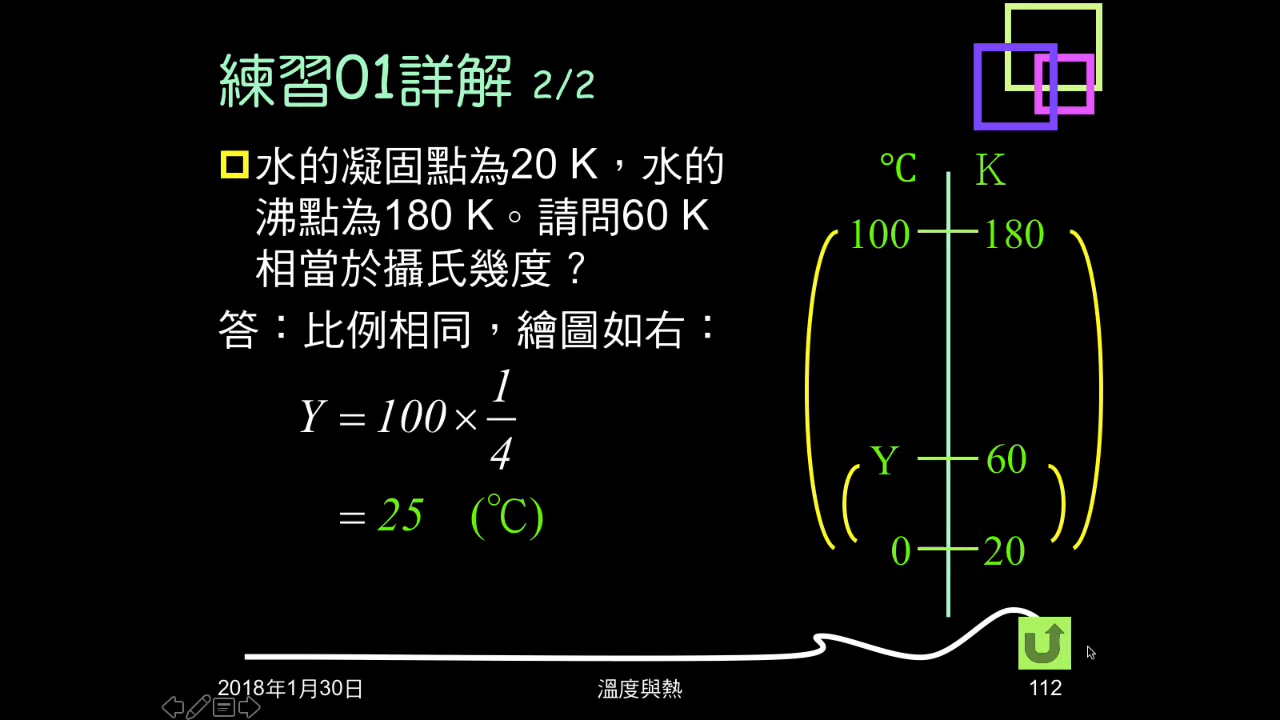 練習01詳解 2/2
水的凝固點為20 K，水的
沸點為180 K。請問60 K
相當於攝氏幾度？
答：比例相同，繪圖如右：
Y = 100 × 1/4
= 25 (℃)
℃ K
100 180
Y 60
0 20
2018年1月30日 溫度與熱 112